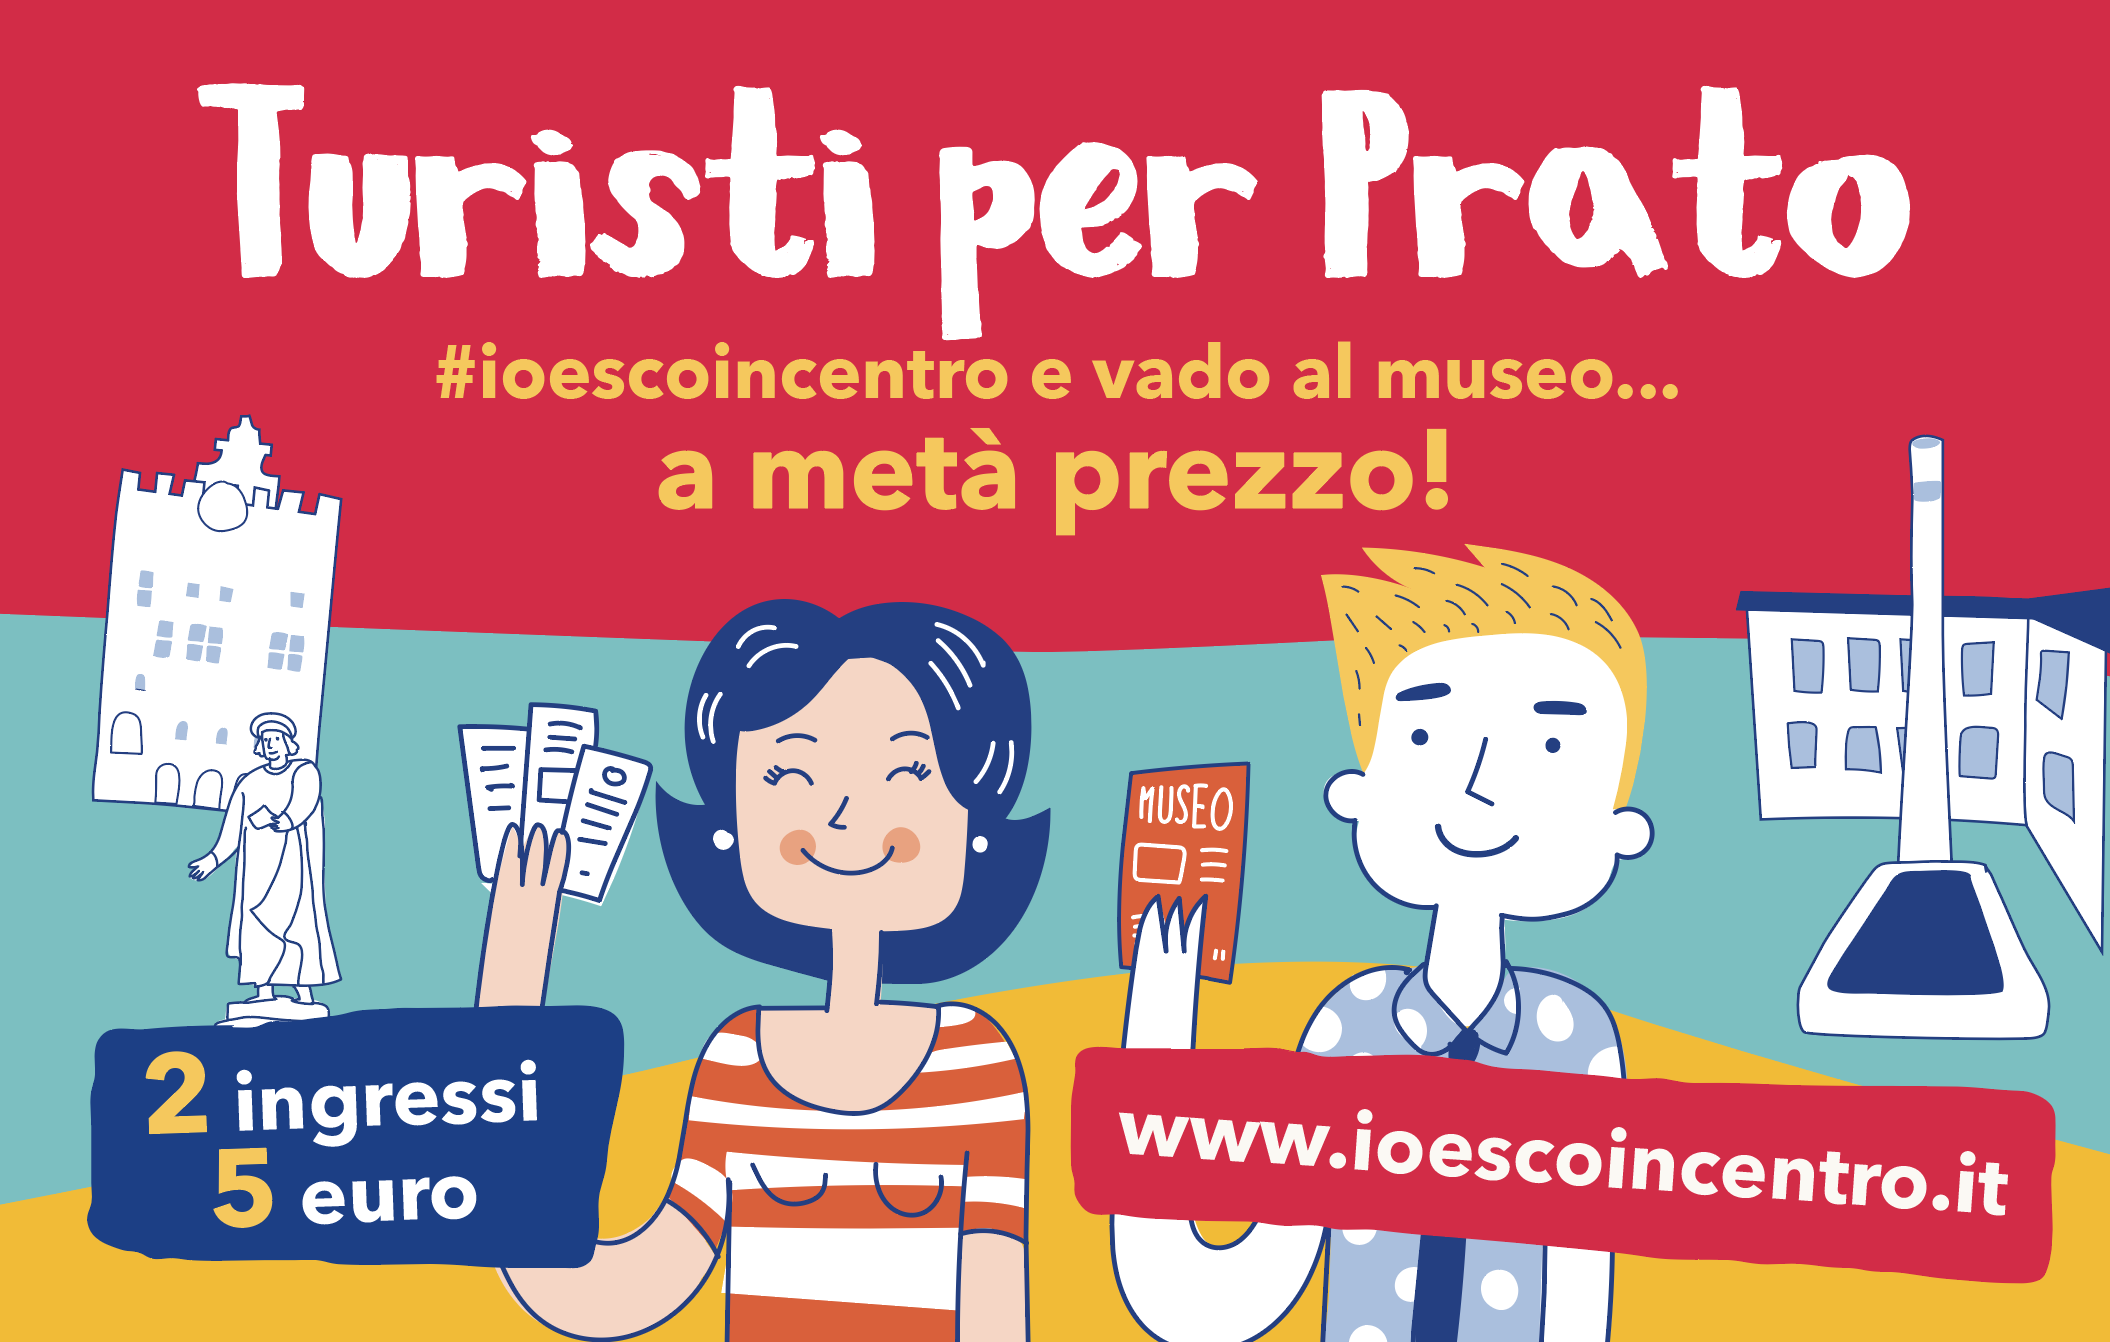 Turisti per Prato
#ioescoincentro e vado al museo...
a metà prezzo!
MUSEO
2 ingressi
5 euro
www.ioescoincentro.it